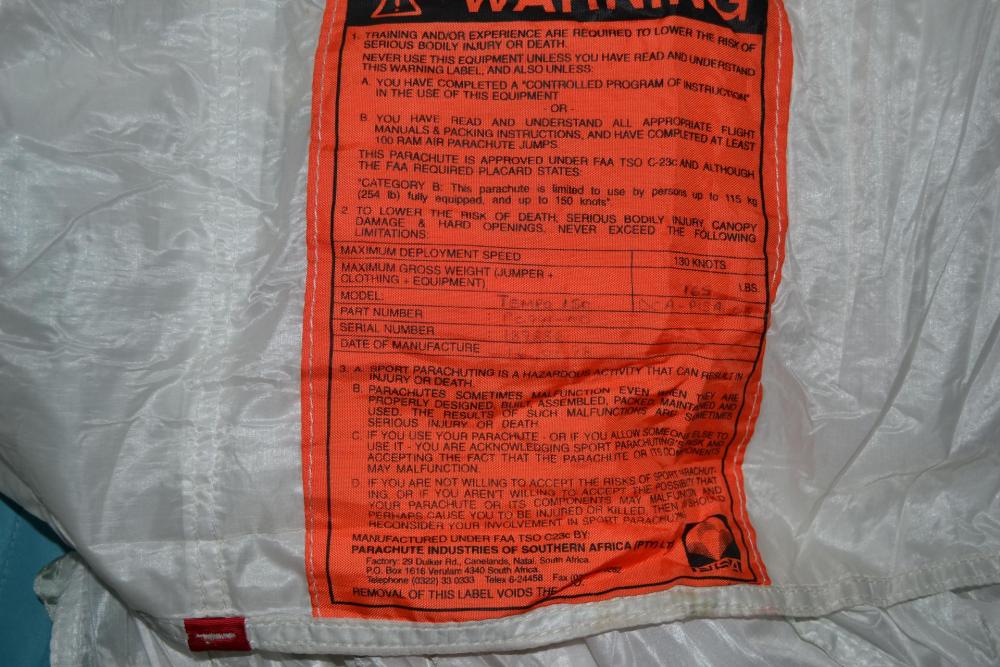 WARNING
1. TRAINING AND/OR EXPERIENCE ARE REQUIRED TO LOWER THE RISK OF
SERIOUS BODILY INJURY OR DEATH.
NEVER USE THIS EQUIPMENT UNLESS YOU HAVE READ AND UNDERSTAND
THIS WARNING LABEL, AND ALSO UNLESS:
A. YOU HAVE COMPLETED A "CONTROLLED PROGRAM OF INSTRUCTION"
IN THE USE OF THIS EQUIPMENT
- OR -
B. YOU HAVE READ AND UNDERSTAND ALL APPROPRIATE FLIGHT
MANUALS & PACKING INSTRUCTIONS, AND HAVE COMPLETED AT LEAST
100 RAM AIR PARACHUTE JUMPS.
THIS PARACHUTE IS APPROVED UNDER FAA TSO C-23c AND ALTHOUGH
THE FAA REQUIRED PLACARD STATES:
"CATEGORY B: This parachute is limited to use by persons up to 115 kg
(254 lb) fully equipped, and up to 150 knots".
2. TO LOWER THE RISK OF DEATH, SERIOUS BODILY INJURY CANOPY
DAMAGE & HARD OPENINGS, NEVER EXCEED THE FOLLOWING
LIMITATIONS:
MAXIMUM DEPLOYMENT SPEED 130 KNOTS
MAXIMUM GROSS WEIGHT (JUMPER +
CLOTHING + EQUIPMENT) 165 LBS.
MODEL: TEMPO 150
PART NUMBER
SERIAL NUMBER
DATE OF MANUFACTURE
3. A. SPORT PARACHUTING IS A HAZARDOUS ACTIVITY THAT CAN RESULT IN
INJURY OR DEATH.
B. PARACHUTES SOMETIMES MALFUNCTION EVEN WHEN THEY ARE
PROPERLY DESIGNED, BUILT, ASSEMBLED, PACKED, MAINTAINED AND
USED. THE RESULTS OF SUCH MALFUNCTIONS ARE SOMETIMES
SERIOUS INJURY OR DEATH
C. IF YOU USE YOUR PARACHUTE - OR IF YOU ALLOW SOMEONE ELSE TO
USE IT - YOU ARE ACKNOWLEDGING SPORT PARACHUTING'S RISK AND
ACCEPTING THE FACT THAT THE PARACHUTE OR ITS COMPONENTS
MAY MALFUNCTION.
D. IF YOU ARE NOT WILLING TO ACCEPT THE RISKS OF SPORT PARACHUT-
ING, OR IF YOU AREN'T WILLING TO ACCEPT THE POSSIBITY THAT
YOUR PARACHUTE OR ITS COMPONENTS MAY MALFUNCION AND
PERHAPS CAUSE YOU TO BE INJURED OR KILLED, THEN SHOULD
RECONSIDER YOUR INVOLVEMENT IN SPORT
MANUFACTURED UNDER FAA TSO C23c BY:
PARACHUTE INDUSTRIES OF SOUTHERN AFRICA (PTY) LT
Factory: 29 Dulker Rd., Canelands, Natal, South Africa.
P.O. Box 1616 Verulam 4340 South Africa.
Telephone (0322) 33 0333 Telex 6-24458 Fax
REMOVAL OF THIS LABEL VOIDS THE